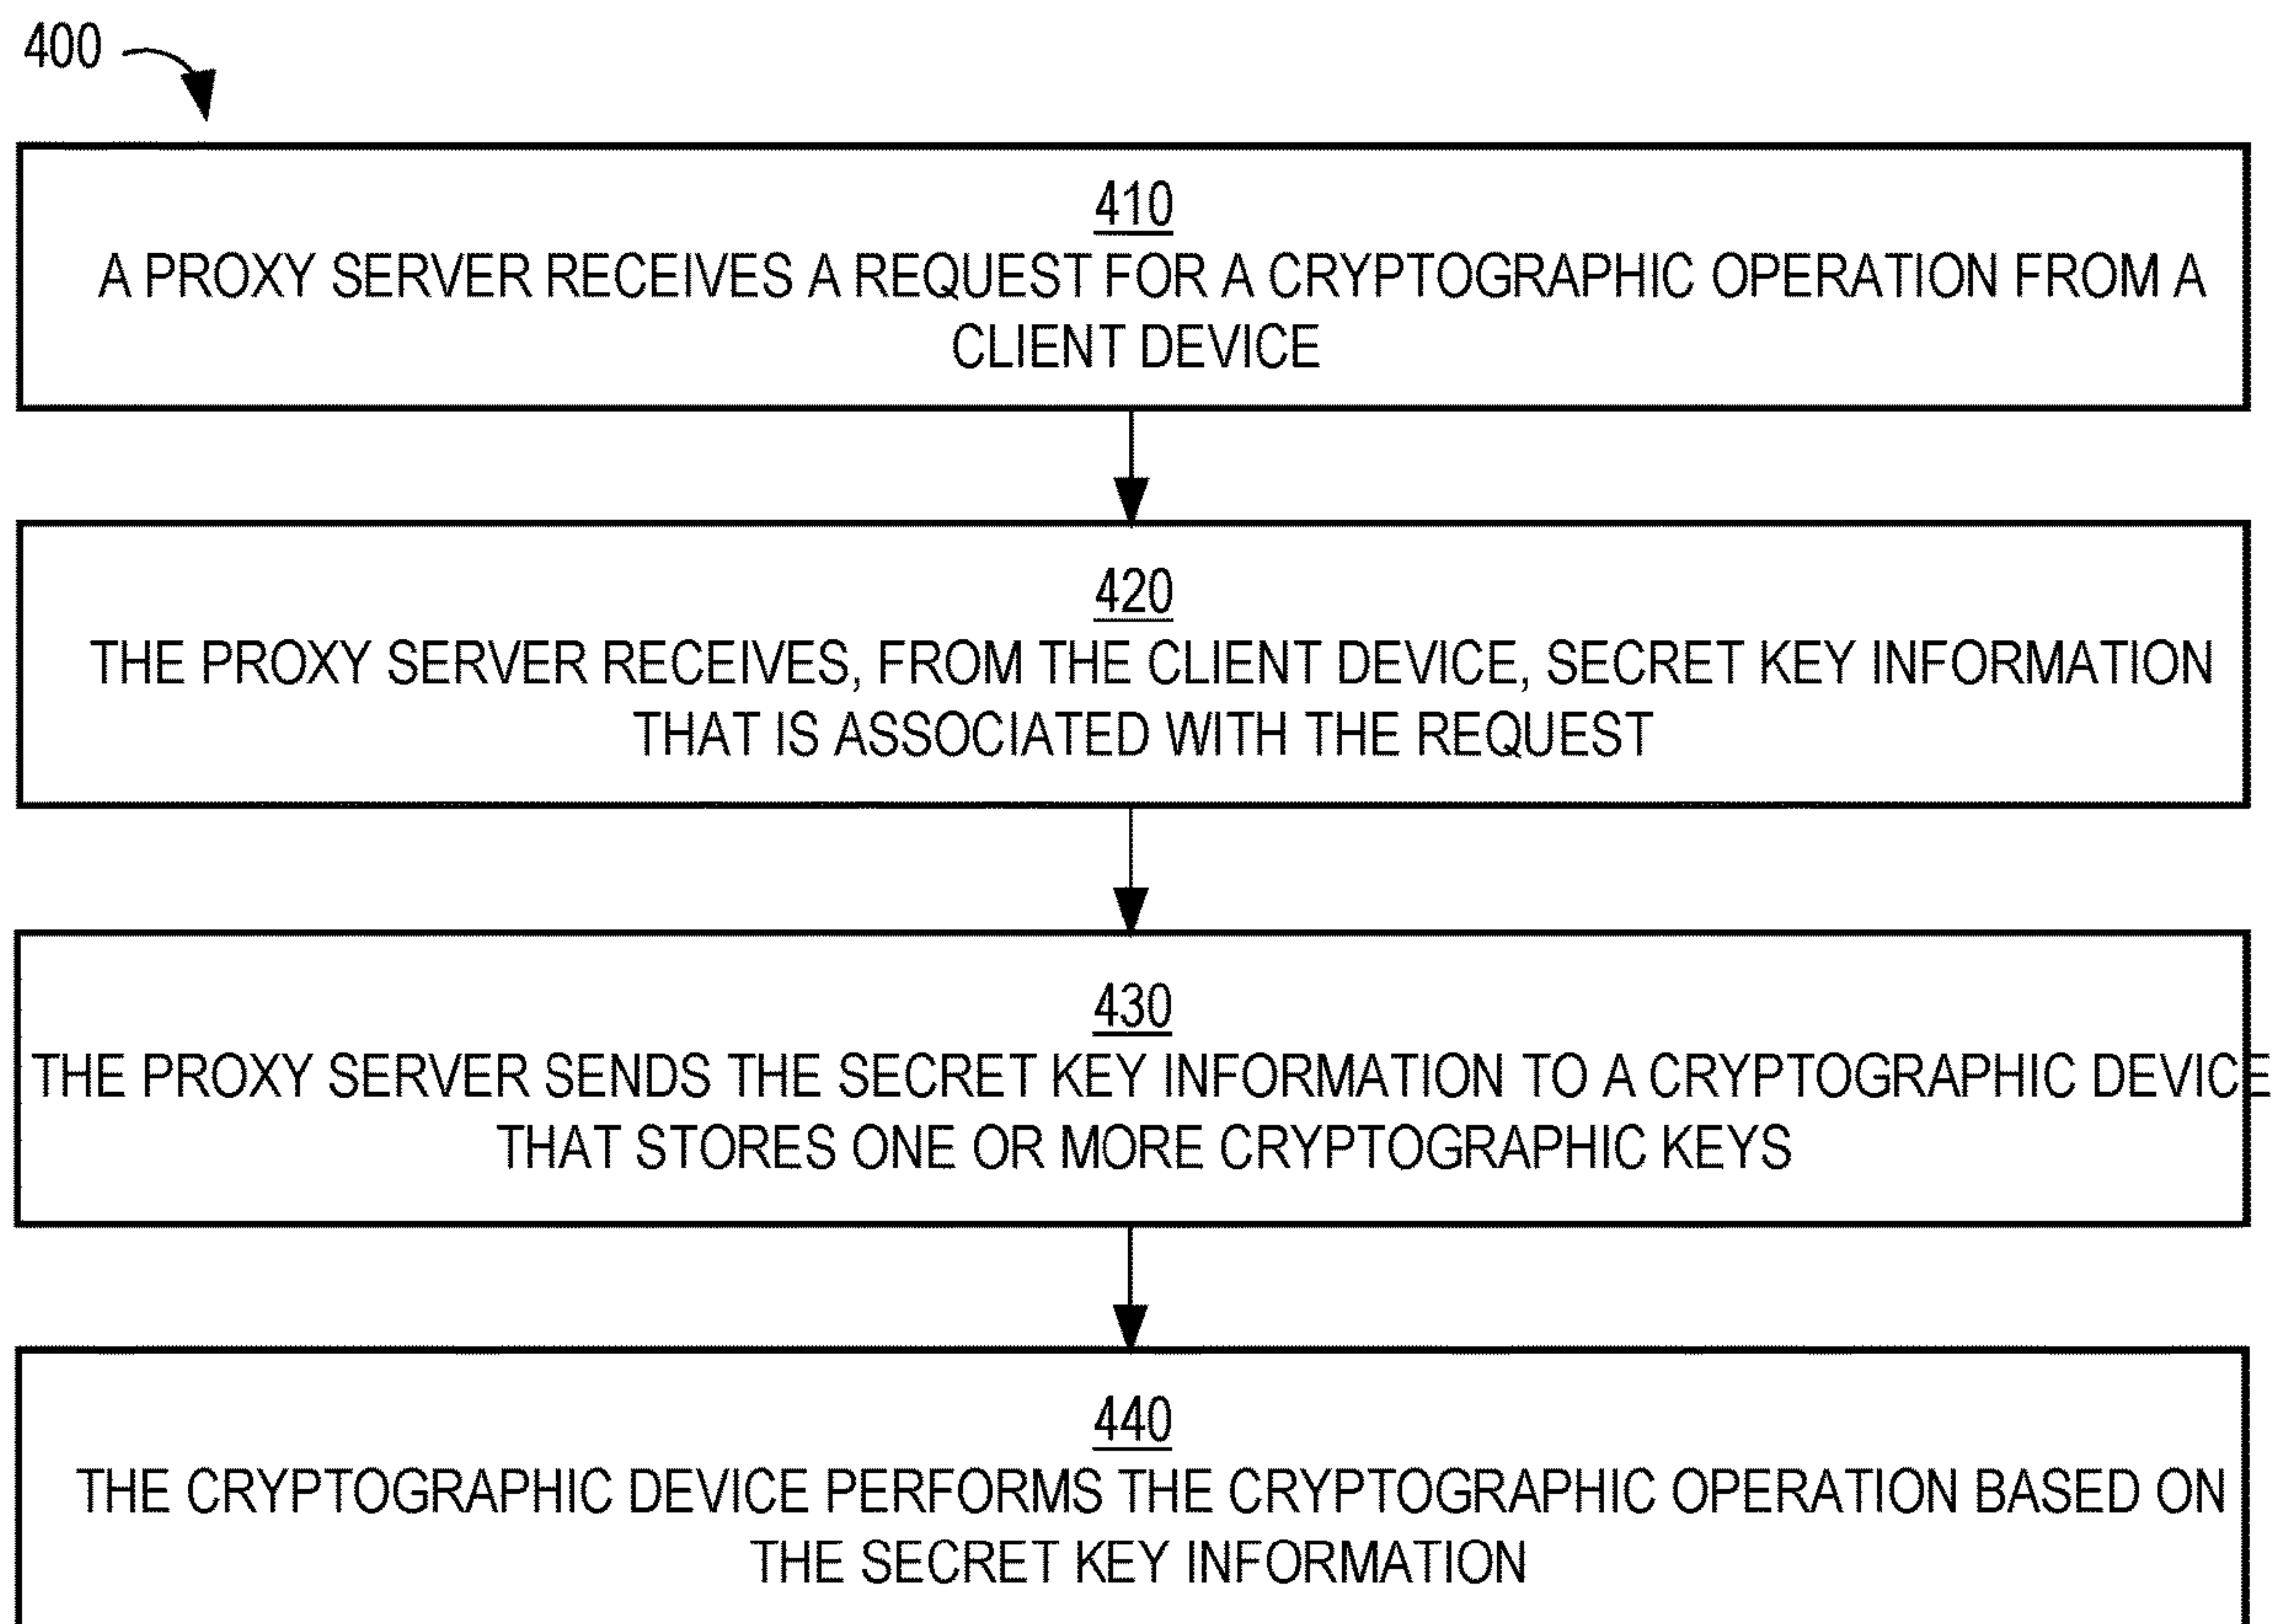 400
410
A PROXY SERVER RECEIVES A REQUEST FOR A CRYPTOGRAPHIC OPERATION FROM A
CLIENT DEVICE
420
THE PROXY SERVER RECEIVES, FROM THE CLIENT DEVICE, SECRET KEY INFORMATION
THAT IS ASSOCIATED WITH THE REQUEST
430
THE PROXY SERVER SENDS THE SECRET KEY INFORMATION TO A CRYPTOGRAPHIC DEVICE
THAT STORES ONE OR MORE CRYPTOGRAPHIC KEYS
440
THE CRYPTOGRAPHIC DEVICE PERFORMS THE CRYPTOGRAPHIC OPERATION BASED ON
THE SECRET KEY INFORMATION